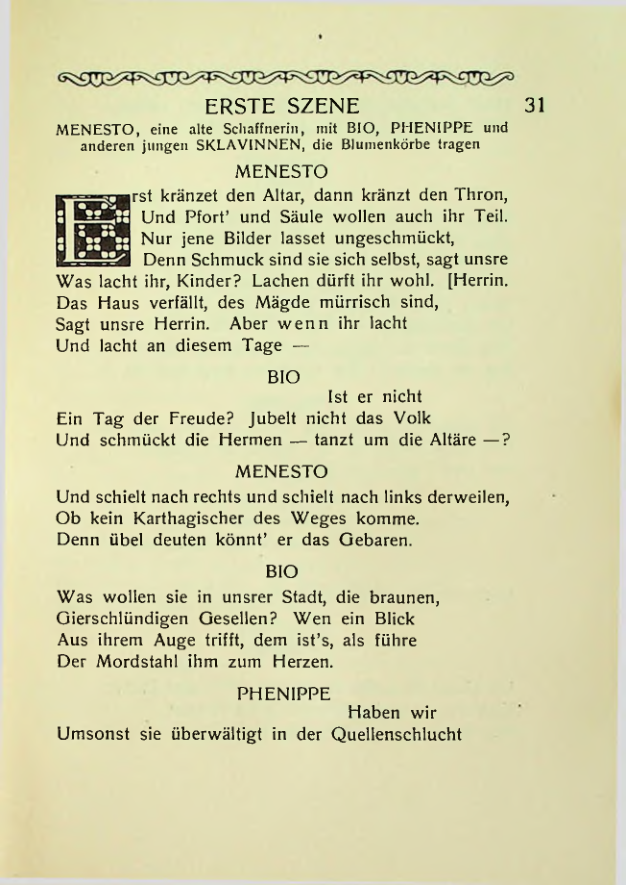 ERSTE SZENE 31
MENESTO, eine alte Schaffnerin, mit BIO, PHENIPPE und
anderen jungen SKLAVINNEN, die Blumenkörbe tragen
MENESTO
Erst kränzet den Altar, dann kränzt den Thron,
Und Pfort' und Säule wollen auch ihr Teil.
Nur jene Bilder lasset ungeschmückt,
Denn Schmuck sind sie sich selbst, sagt unsre
Was lacht ihr, Kinder? Lachen dürft ihr wohl. [Herrin.
Das Haus verfällt, des Mägde mürrisch sind,
Sagt unsre Herrin. Aber wenn ihr lacht
Und lacht an diesem Tage —
BIO
Ist er nicht
Ein Tag der Freude? Jubelt nicht das Volk
Und schmückt die Hermen — tanzt um die Altäre —?
MENESTO
Und schielt nach rechts und schielt nach links derweilen,
Ob kein Karthagischer des Weges komme.
Denn übel deuten könnt' er das Gebaren.
BIO
Was wollen sie in unsrer Stadt, die braunen,
Gierschlündigen Gesellen? Wen ein Blick
Aus ihrem Auge trifft, dem ist's, als führe
Der Mordstahl ihm zum Herzen.
PHENIPPE
Haben wir
Umsonst sie überwältigt in der Quellenschlucht